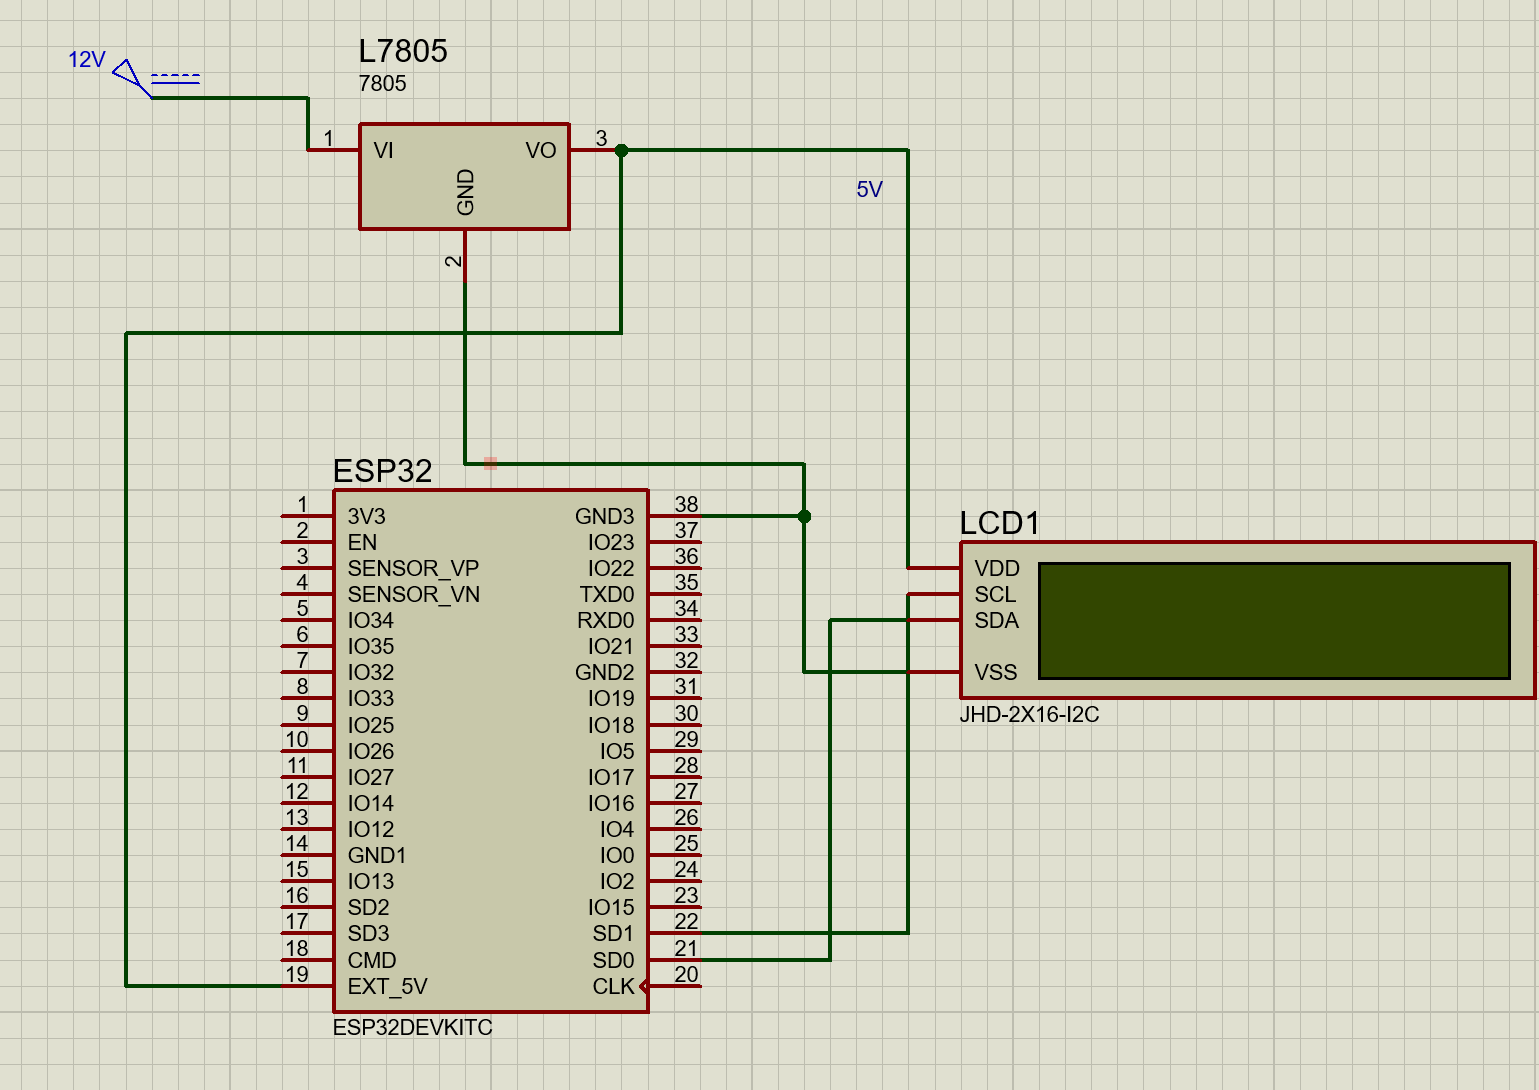 12V
L7805
7805
1
VI
VO
3
GND
2
5V
ESP32
1 3V3 GND3 38
2 EN IO23 37
3 SENSOR_VP IO22 36
4 SENSOR_VN TXD0 35
5 IO34 RXD0 34
6 IO35 IO21 33
7 IO32 GND2 32
8 IO33 IO19 31
9 IO25 IO18 30
10 IO26 IO5 29
11 IO27 IO17 28
12 IO14 IO16 27
13 IO12 IO4 26
14 GND1 IO0 25
15 IO13 IO2 24
16 SD2 IO15 23
17 SD3 SD1 22
18 CMD SD0 21
19 EXT_5V CLK 20
ESP32DEVKITC
LCD1
VDD
SCL
SDA
VSS
JHD-2X16-I2C